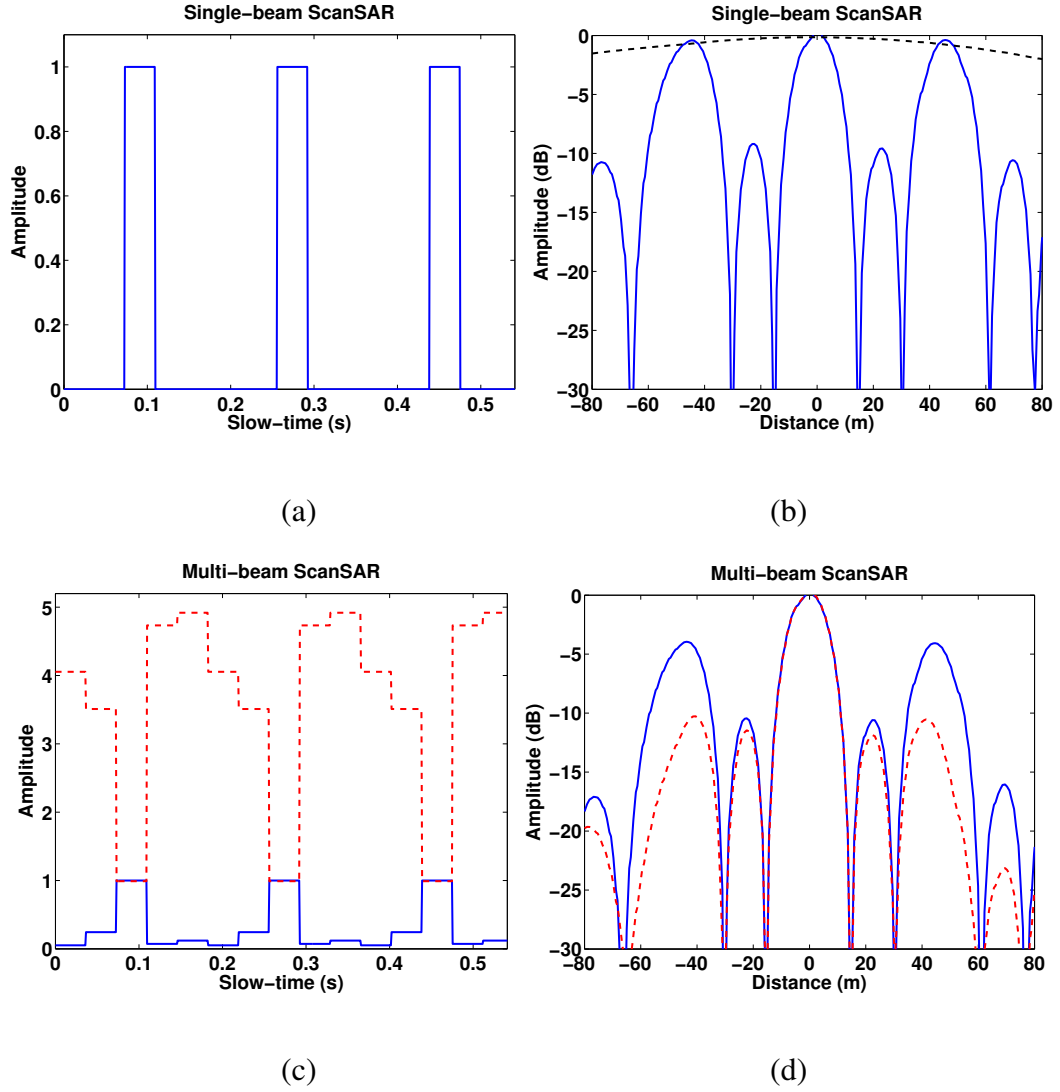 Single−beam ScanSAR
1
0.8
0.6
0.4
0.2
0
Amplitude
0 0.1 0.2 0.3 0.4 0.5
Slow−time (s)
(a)
Single−beam ScanSAR
0
−5
−10
−15
−20
−25
−30
Amplitude (dB)
−80 −60 −40 −20 0 20 40 60 80
Distance (m)
(b)
Multi−beam ScanSAR
5
4
3
2
1
0
Amplitude
0 0.1 0.2 0.3 0.4 0.5
Slow−time (s)
(c)
Multi−beam ScanSAR
0
−5
−10
−15
−20
−25
−30
Amplitude (dB)
−80 −60 −40 −20 0 20 40 60 80
Distance (m)
(d)